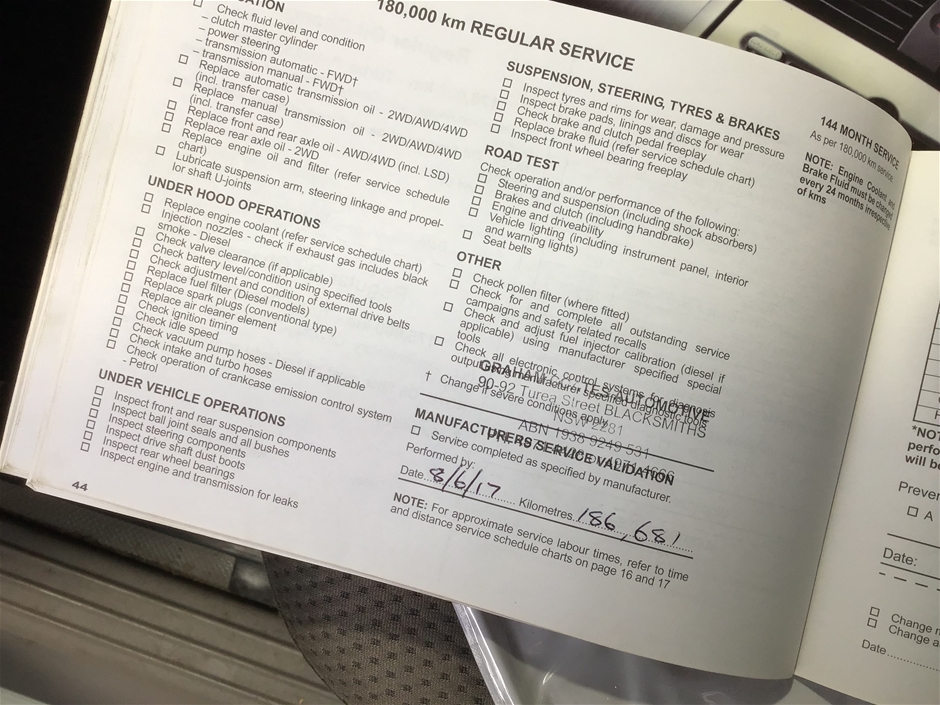 180,000 km REGULAR SERVICE
Check fluid level and condition
– clutch master cylinder
– power steering
– transmission automatic - FWD†
– transmission manual - FWD†
Replace automatic transmission oil - 2WD/AWD/4WD
(incl. transfer case)
Replace manual transmission oil - 2WD/AWD/4WD
(incl. transfer case)
Replace front and rear axle oil - AWD/4WD (incl. LSD)
Replace rear axle oil - 2WD
Replace engine oil and filter (refer service schedule
chart)
Lubricate suspension arm, steering linkage and propel-
lor shaft U-joints
UNDER HOOD OPERATIONS
Replace engine coolant (refer service schedule chart)
Injection nozzles - check if exhaust gas includes black
smoke - Diesel
Check valve clearance (if applicable)
Check battery level/condition using specified tools
Check adjustment and condition of external drive belts
Replace fuel filter (Diesel models)
Replace spark plugs (conventional type)
Replace air cleaner element
Check ignition timing
Check idle speed
Check vacuum pump hoses - Diesel if applicable
Check intake and turbo hoses
Check operation of crankcase emission control system
- Petrol
UNDER VEHICLE OPERATIONS
Inspect front and rear suspension components
Inspect ball joint seals and all bushes
Inspect steering components
Inspect drive shaft dust boots
Inspect rear wheel bearings
Inspect engine and transmission for leaks
44
SUSPENSION, STEERING, TYRES & BRAKES
Inspect tyres and rims for wear, damage and pressure
Inspect brake pads, linings and discs for wear
Check brake and clutch pedal freeplay
Replace brake fluid (refer service schedule chart)
Inspect front wheel bearing freeplay
ROAD TEST
Check operation and/or performance of the following:
Steering and suspension (including shock absorbers)
Brakes and clutch (including handbrake)
Engine and driveability
Vehicle lighting (including instrument panel, interior
and warning lights)
Seat belts
OTHER
Check pollen filter (where fitted)
Check for and complete all outstanding service
campaigns and safety related recalls
Check and adjust fuel injector calibration (diesel if
applicable) using manufacturer specified special
tools
Check all electronic control systems for diagnosis
output using manufacturer specified diagnostic tools
† Change if severe conditions apply
GRAHAM AUTOMOTIVE
90-92 Turea Street BLACKSMITHS
NSW 2281
ABN 1938 9249 531
MANUFACTURERS SERVICE VALIDATION
Service completed as specified by manufacturer.
Performed by:
Date 8/6/17 Kilometres 186,681
NOTE: For approximate service labour times, refer to time
and distance service schedule charts on page 16 and 17
144 MONTH SERVICE
As per 180,000 km service
NOTE: Engine Coolant, and
Brake Fluid must be changed
every 24 months irrespective
of kms
*NOT
perfo
will be
Preven
A
Date:
Change
Change
Date